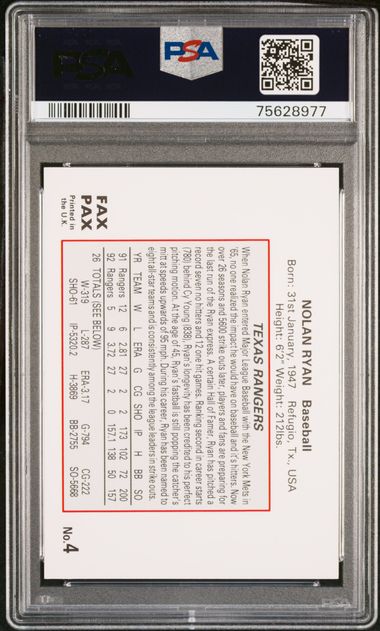 PSA
PSA
75628977
NOLAN RYAN Baseball
Born: 31st January, 1947 Refugio, Tx., USA
Height: 6'2" Weight: 212lbs.
TEXAS RANGERS
When Nolan Ryan entered Major League Baseball with the New York Mets in
'65, no one realized the impact he would have on baseball and it's hitters. Now
over 26 seasons and 5600 strike outs later, players and fans are preparing for
the last run of the Ryan express. A certain Hall of Famer, Ryan has pitched a
record seven no hitters and 12 one hit games. Ranking second in career starts
(780) behind Cy Young (838), Ryan's longevity has been credited to his perfect
pitching motion. At the age of 45, Ryan's fastball is still popping the catcher's
mitt at speeds upwards of 95 mph. During his career, Ryan has been named to
eight all-star teams and is consistently among the league leaders in strike outs.
YR TEAM W L ERA G CG SHO IP H BB SO
91 Rangers 12 6 2.81 27 2 2 173 102 72 200
92 Rangers 5 9 3.72 27 2 0 157.1 138 50 157
26 TOTALS (SEE BELOW)
W-319 L-287 ERA-3.17 G-794 CG-222
SHO-61 IP-5320.2 H-3869 BB-2755 SO-5668
FAX
PAX
Printed in
the U.K.
No. 4